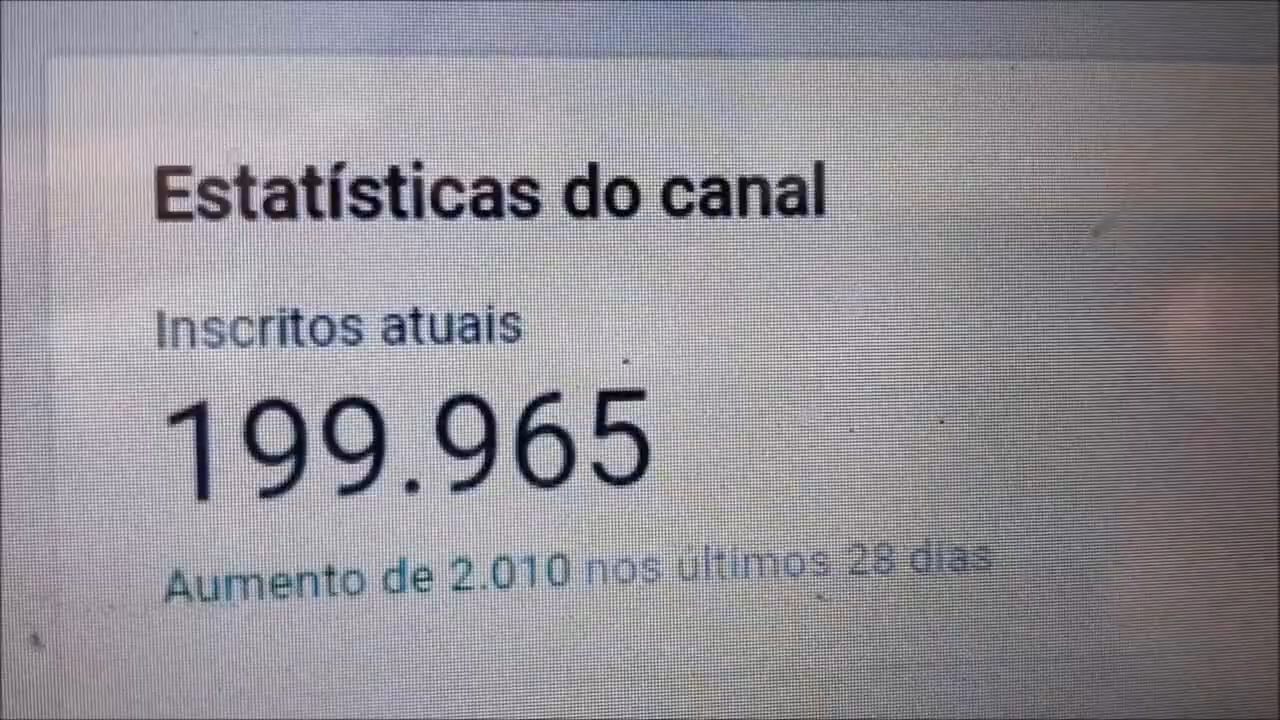 Estatísticas do canal
Inscritos atuais
199.965
Aumento de 2.010 nos últimos 28 dias